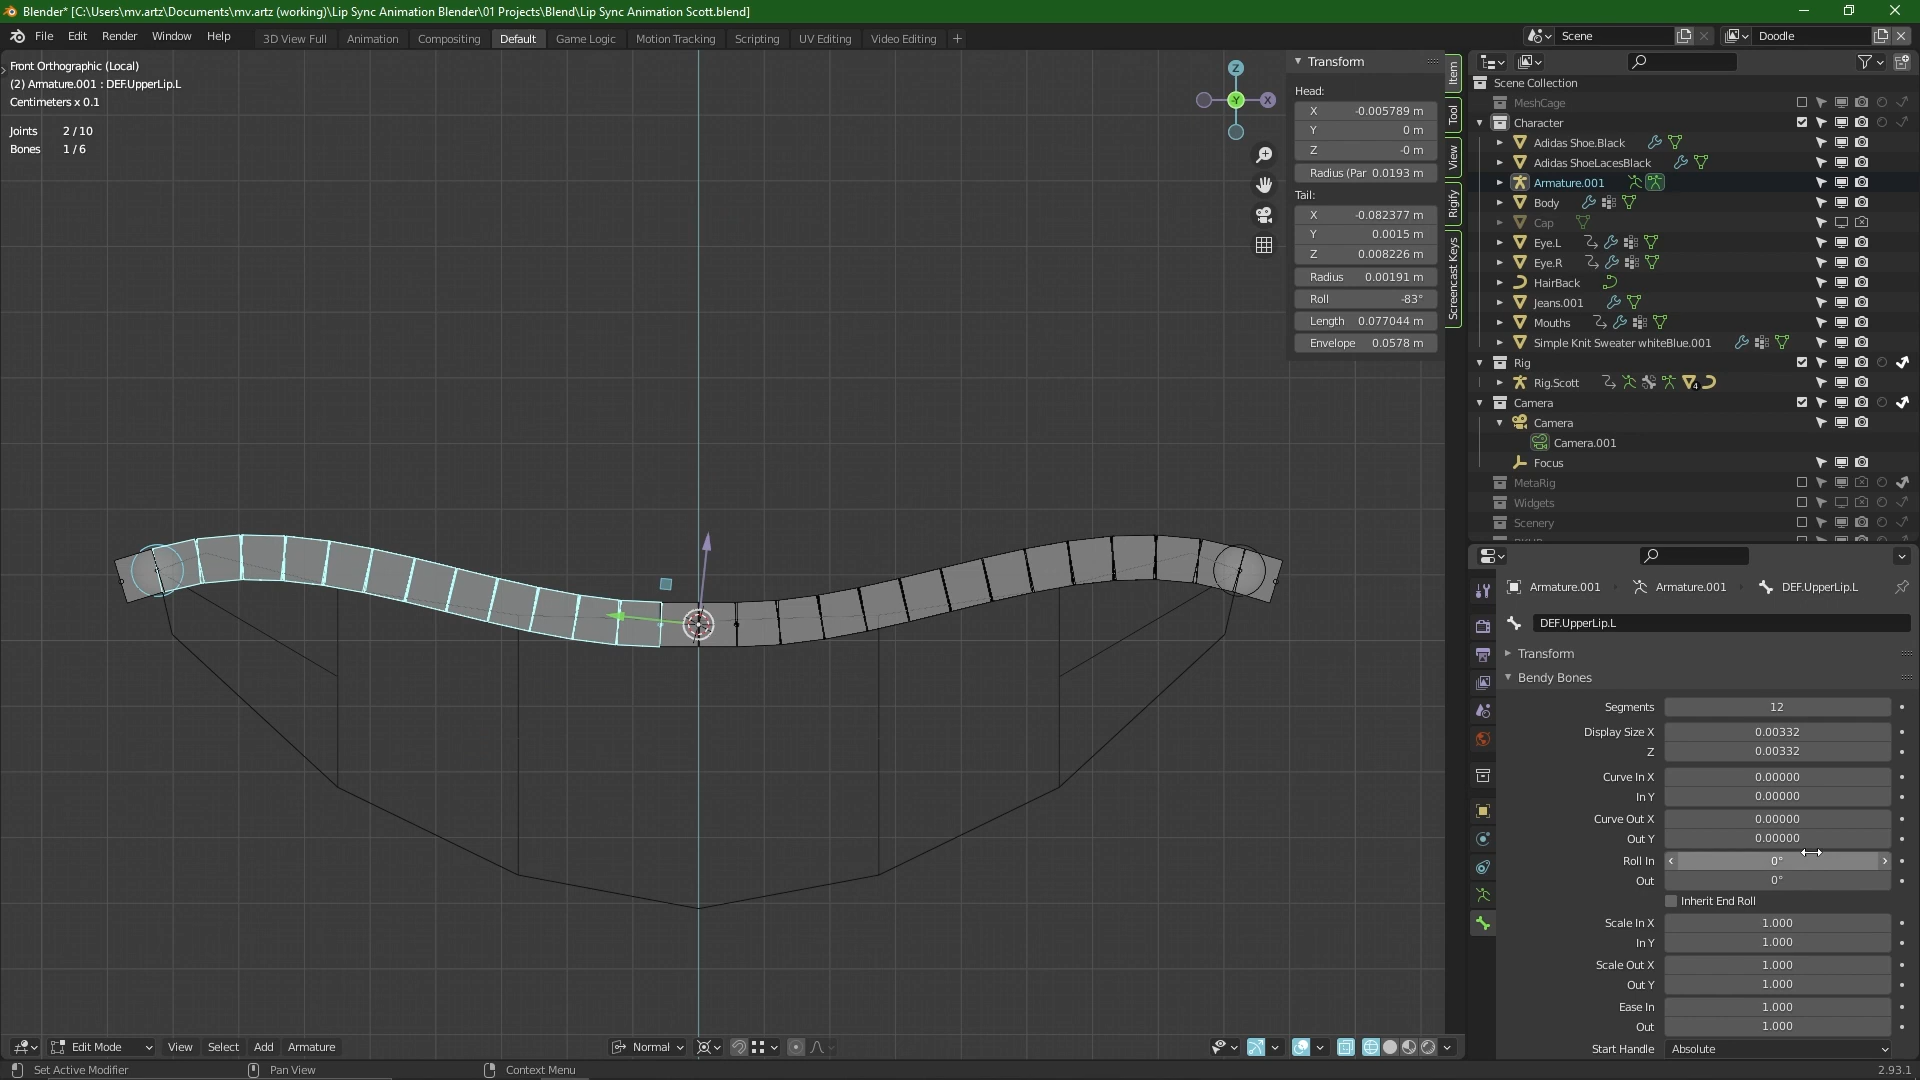 Blender* [C:\Users\mv.artz\Documents\mv.artz (working)\Lip Sync Animation Blender\01 Projects\Blend\Lip Sync Animation Scott.blend]
File Edit Render Window Help 3D View Full Animation Compositing Default Game Logic Motion Tracking Scripting UV Editing Video Editing + Scene Doodle
Front Orthographic (Local)
(2) Armature.001 : DEF.UpperLip.L
Centimeters x 0.1
Joints 2 / 10
Bones 1 / 6
Z
-Y
X
Transform
Head:
X -0.005789 m
Y 0 m
Z -0 m
Radius (Par 0.0193 m
Tail:
X -0.082377 m
Y 0.0015 m
Z 0.008226 m
Radius 0.00191 m
Roll -83°
Length 0.077044 m
Envelope 0.0578 m
Item
Tool
View
Rigify
Screencast Keys
Scene Collection
MeshCage
Character
Adidas Shoe.Black
Adidas ShoeLacesBlack
Armature.001
Body
Cap
Eye.L
Eye.R
HairBack
Jeans.001
Mouths
Simple Knit Sweater whiteBlue.001
Rig
Rig.Scott 4
Camera
Camera
Camera.001
Focus
MetaRig
Widgets
Scenery
Armature.001 Armature.001 DEF.UpperLip.L
DEF.UpperLip.L
Transform
Bendy Bones
Segments 12
Display Size X 0.00332
Z 0.00332
Curve In X 0.00000
In Y 0.00000
Curve Out X 0.00000
Out Y 0.00000
Roll In 0°
Out 0°
Inherit End Roll
Scale In X 1.000
In Y 1.000
Scale Out X 1.000
Out Y 1.000
Ease In 1.000
Out 1.000
Start Handle Absolute
Edit Mode View Select Add Armature Normal
Set Active Modifier Pan View Context Menu 2.93.1